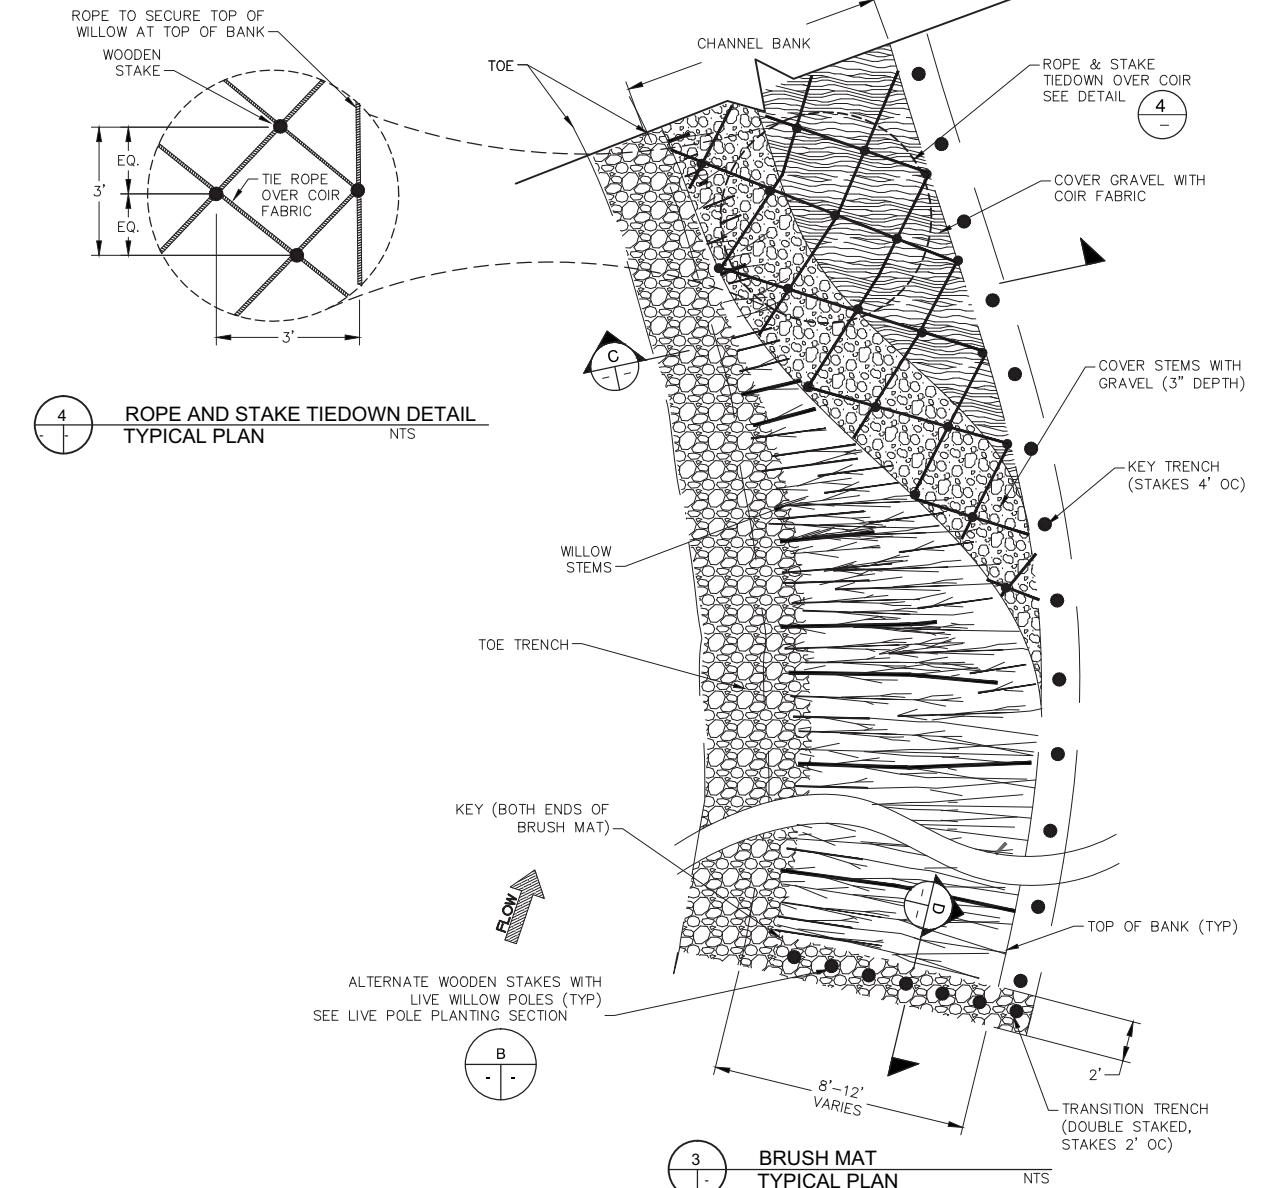 ROPE TO SECURE TOP OF
WILLOW AT TOP OF BANK
WOODEN
STAKE
EQ.
3'
EQ.
TIE ROPE
OVER COIR
FABRIC
3'
4
- -
ROPE AND STAKE TIEDOWN DETAIL
TYPICAL PLAN
NTS
TOE
CHANNEL BANK
ROPE & STAKE
TIEDOWN OVER COIR
SEE DETAIL
4
-
COVER GRAVEL WITH
COIR FABRIC
C
- -
COVER STEMS WITH
GRAVEL (3" DEPTH)
KEY TRENCH
(STAKES 4' OC)
WILLOW
STEMS
TOE TRENCH
KEY (BOTH ENDS OF
BRUSH MAT)
FLOW
D
- -
TOP OF BANK (TYP)
ALTERNATE WOODEN STAKES WITH
LIVE WILLOW POLES (TYP)
SEE LIVE POLE PLANTING SECTION
B
- -
8'-12'
VARIES
2'
TRANSITION TRENCH
(DOUBLE STAKED,
STAKES 2' OC)
3
-
BRUSH MAT
TYPICAL PLAN
NTS